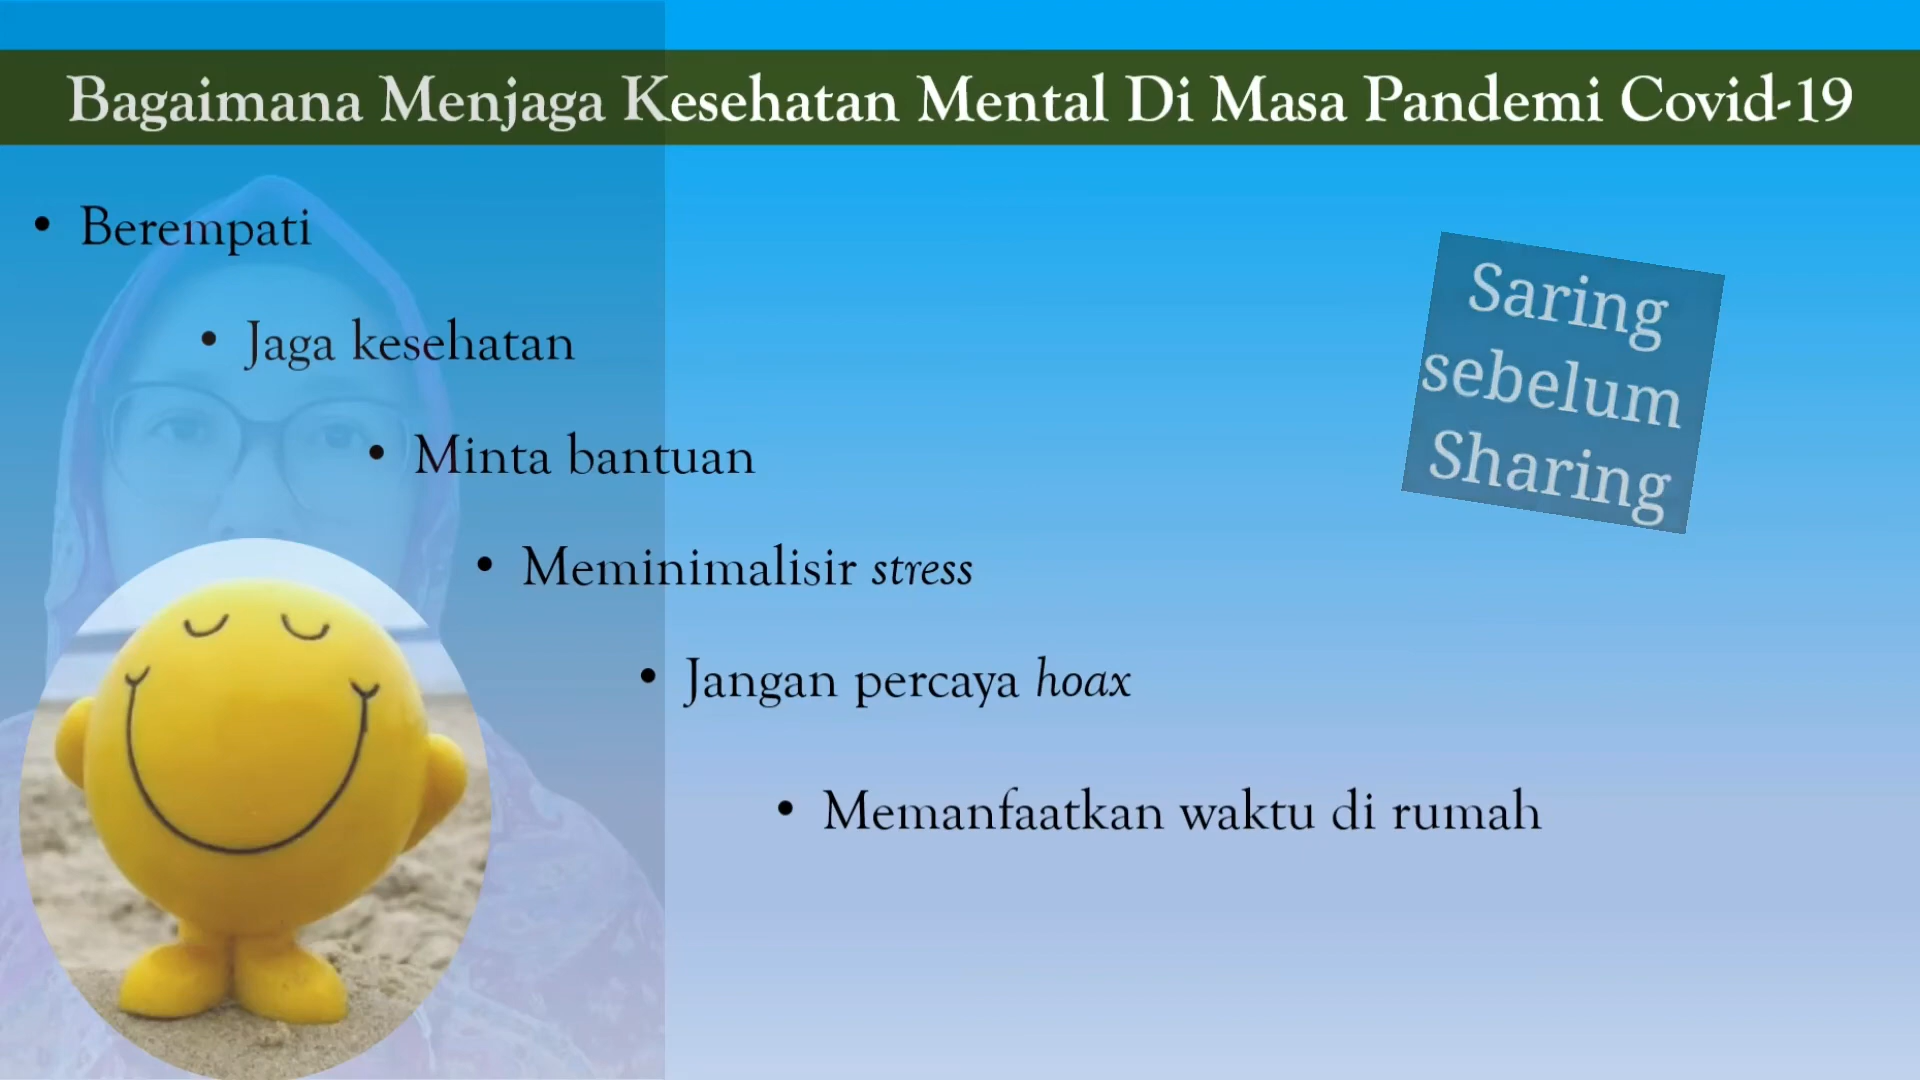 Bagaimana Menjaga Kesehatan Mental Di Masa Pandemi Covid-19
• Berempati
• Jaga kesehatan
• Minta bantuan
• Meminimalisir stress
• Jangan percaya hoax
• Memanfaatkan waktu di rumah
Saring
sebelum
Sharing